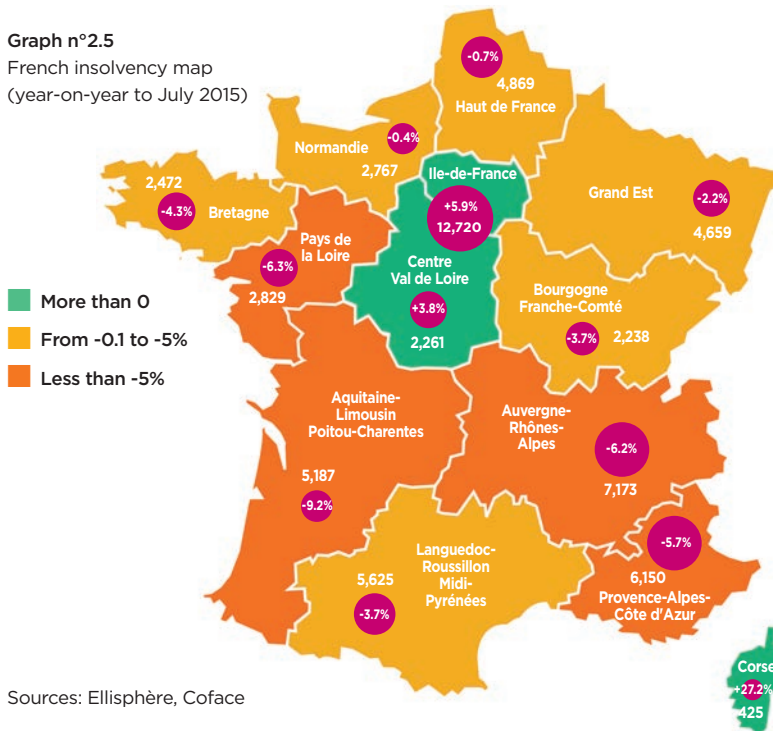 Graph n°2.5
French insolvency map
(year-on-year to July 2015)
-0.7%
4,869
Haut de France
Normandie
-0.4%
2,767
Ile-de-France
+5.9%
12,720
Grand Est
-2.2%
4,659
2,472
-4.3%
Bretagne
Pays de
la Loire
-6.3%
2,829
Centre
Val de Loire
+3.8%
2,261
Bourgogne
Franche-Comté
-3.7%
2,238
More than 0
From -0.1 to -5%
Less than -5%
Aquitaine-
Limousin
Poitou-Charentes
5,187
-9.2%
Auvergne-
Rhônes-
Alpes
-6.2%
7,173
Languedoc-
Roussillon
Midi-
Pyrénées
5,625
-3.7%
-5.7%
6,150
Provence-Alpes-
Côte d'Azur
Corse
+27.2%
425
Sources: Ellisphère, Coface